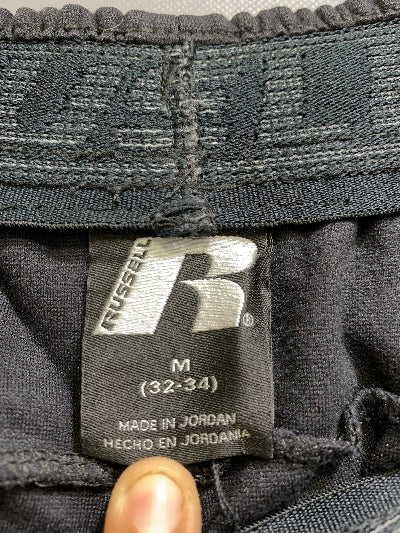 RUSSELL
R®
M
(32-34)
MADE IN JORDAN
HECHO EN JORDANIA